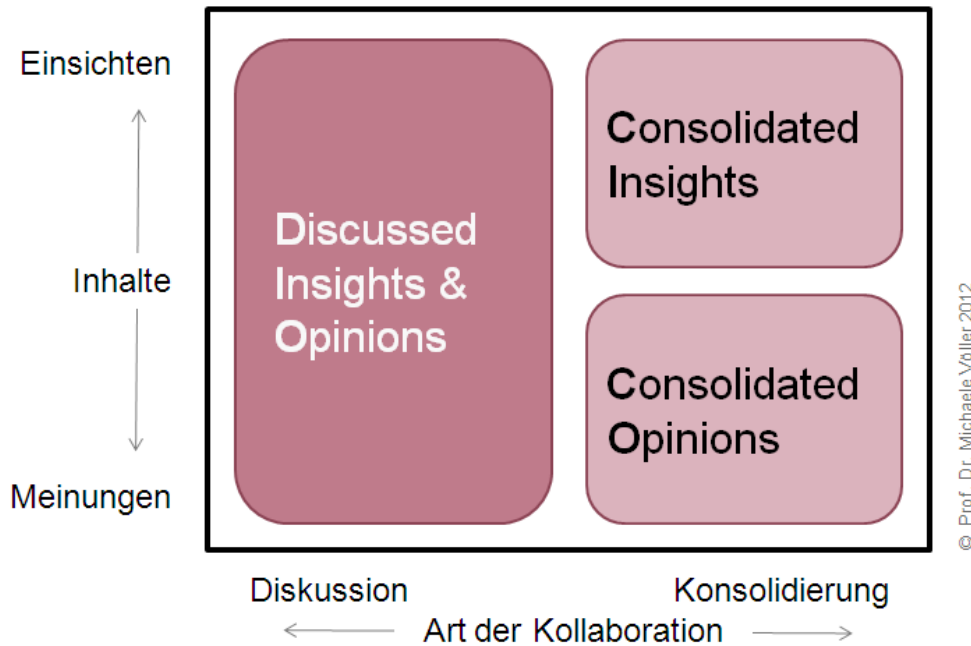 Einsichten
Inhalte
Meinungen
Discussed
Insights &
Opinions
Consolidated
Insights
Consolidated
Opinions
Diskussion
Konsolidierung
Art der Kollaboration
© Prof. Dr. Michaele Völler 2012